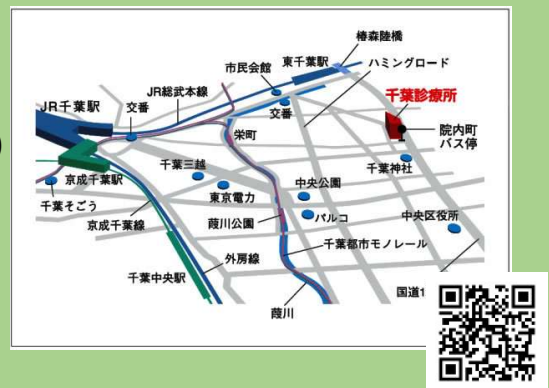 椿森陸橋
市民会館
東千葉駅
ハミングロード
JR総武本線
JR千葉駅
交番
交番
千葉診療所
栄町
院内町
バス停
千葉三越
千葉神社
京成千葉駅
東京電力
中央公園
千葉そごう
葭川公園
パルコ
中央区役所
京成千葉線
千葉都市モノレール
外房線
千葉中央駅
国道1
葭川